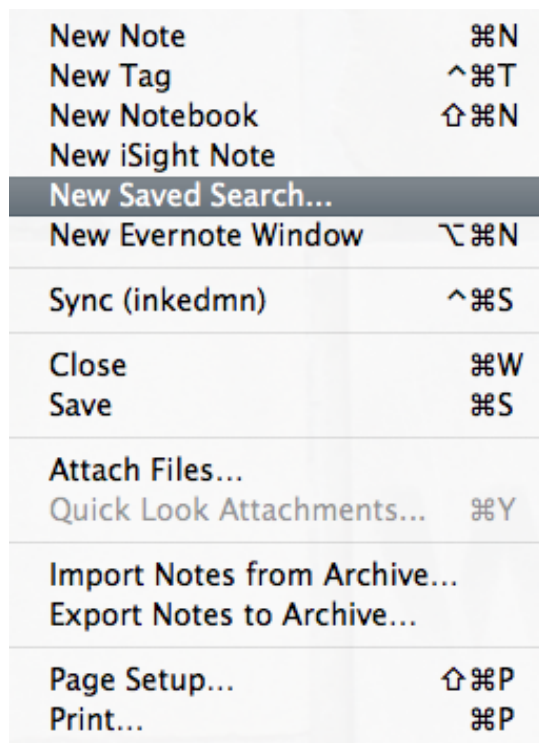 New Note ⌘N
New Tag ^⌘T
New Notebook ⇧⌘N
New iSight Note
New Saved Search...
New Evernote Window ⌥⌘N
Sync (inkedmn) ^⌘S
Close ⌘W
Save ⌘S
Attach Files...
Quick Look Attachments... ⌘Y
Import Notes from Archive...
Export Notes to Archive...
Page Setup... ⇧⌘P
Print... ⌘P